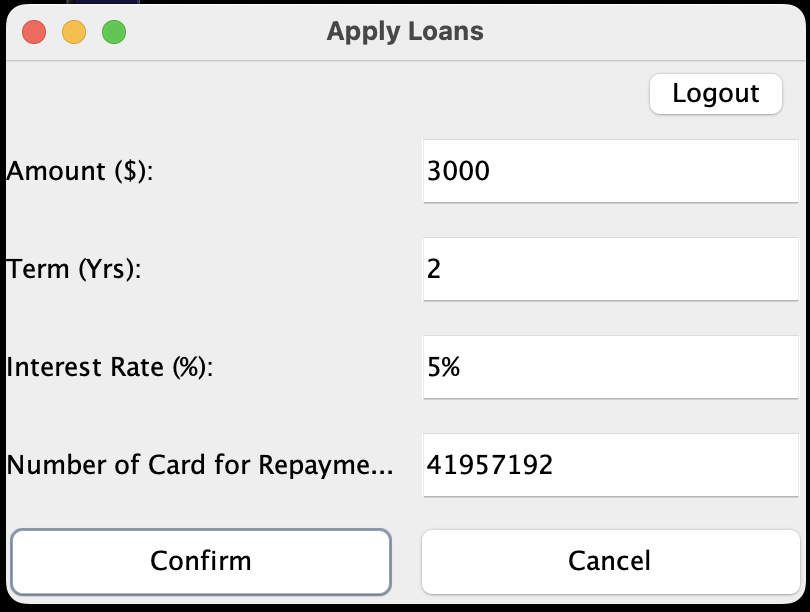 Apply Loans
Logout
Amount ($): 3000
Term (Yrs): 2
Interest Rate (%): 5%
Number of Card for Repayme... 41957192
Confirm Cancel